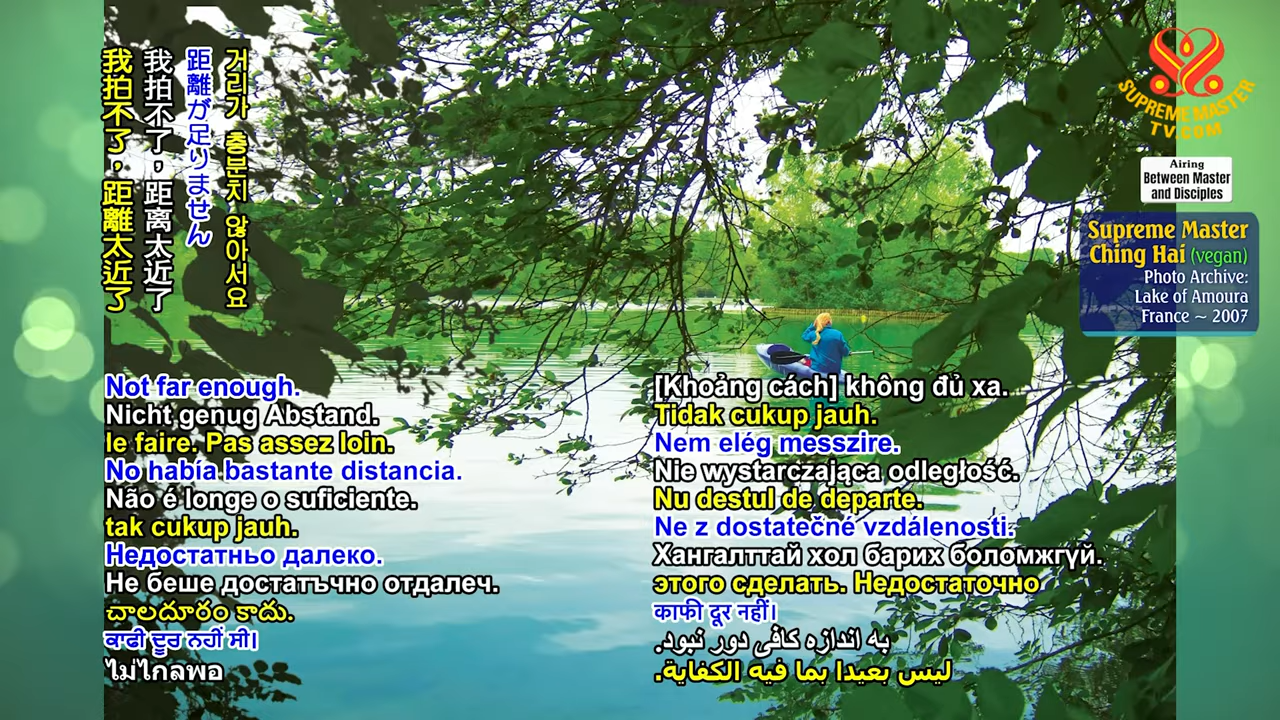 거리가 충분치 않아서요
距離が足りません
我拍不了，距离太近了
我拍不了，距離太近了
Not far enough.
Nicht genug Abstand.
le faire. Pas assez loin.
No había bastante distancia.
Não é longe o suficiente.
tak cukup jauh.
Недостатньо далеко.
Не беше достатъчно отдалеч.
చాలదూరం కాదు.
ਕਾਫੀ ਦੂਰ ਨਹੀਂ ਸੀ।
ไม่ไกลพอ
[Khoảng cách] không đủ xa.
Tidak cukup jauh.
Nem elég messzire.
Nie wystarczająca odległość.
Nu destul de departe.
Ne z dostatečné vzdálenosti.
Хангалттай хол барих боломжгүй.
этого сделать. Недостаточно
काफी दूर नहीं।
به اندازه کافی دور نبود.
ليس بعيدا بما فيه الكفاية.
SUPREME MASTER
TV.COM
Airing
Between Master
and Disciples
Supreme Master
Ching Hai (vegan)
Photo Archive:
Lake of Amoura
France ~ 2007